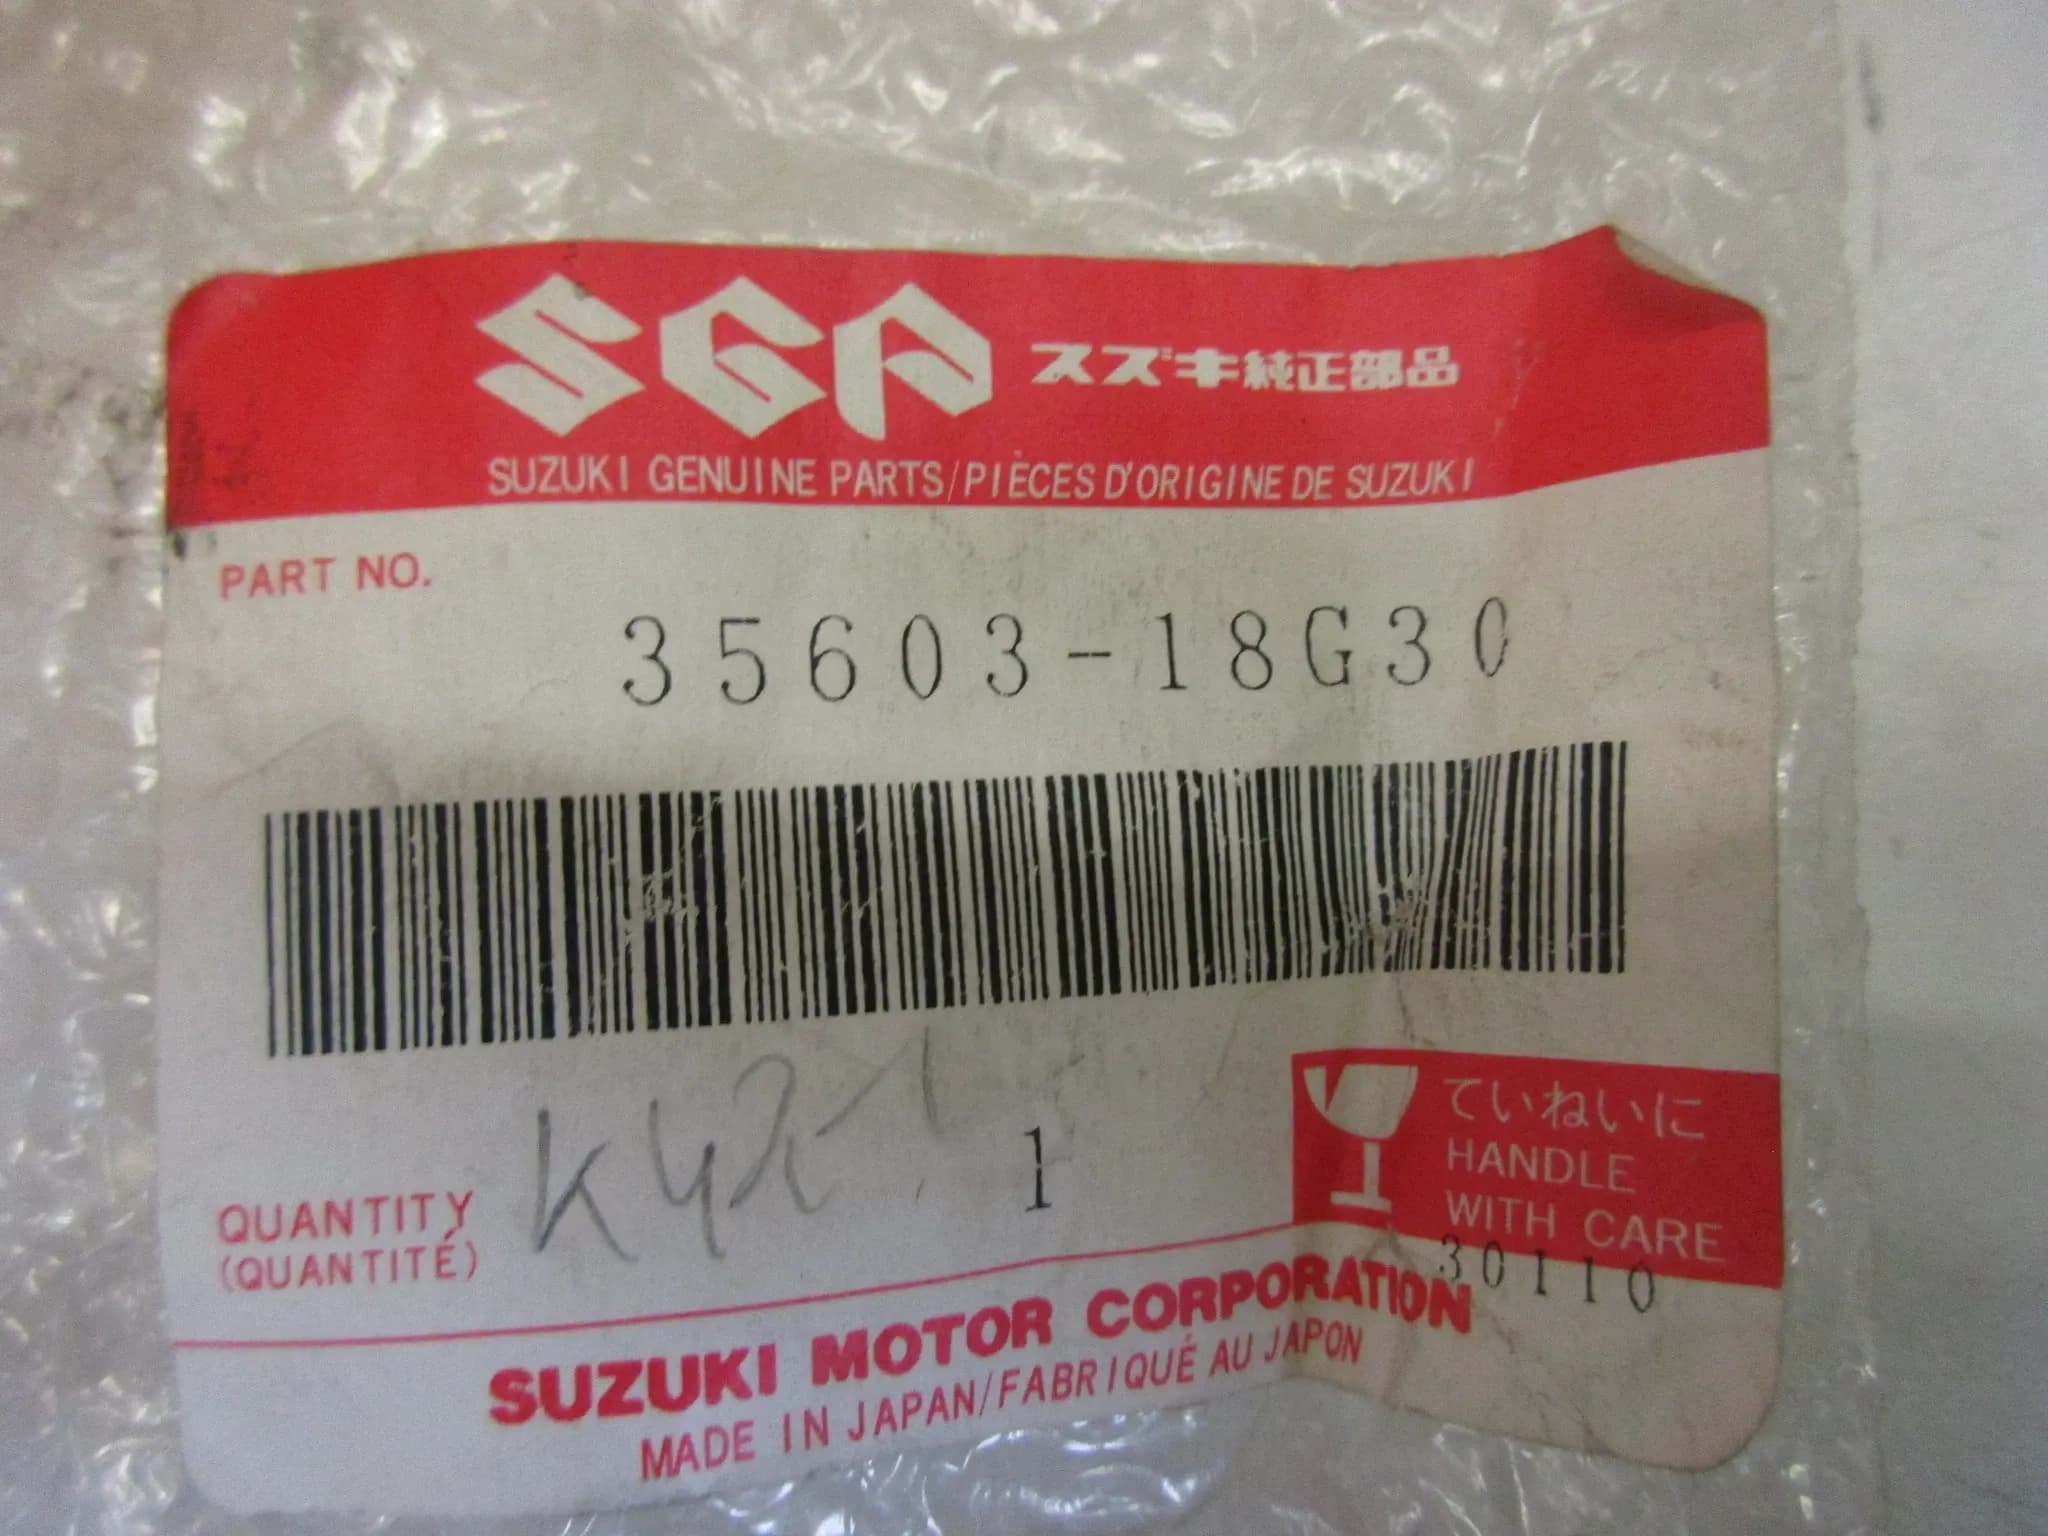 SGP スズキ純正部品
SUZUKI GENUINE PARTS/PIÈCES D'ORIGINE DE SUZUKI
PART NO.
35603-18G30
K42
1
QUANTITY
(QUANTITÉ)
ていねいに
HANDLE
WITH CARE
30110
SUZUKI MOTOR CORPORATION
MADE IN JAPAN/FABRIQUÉ AU JAPON